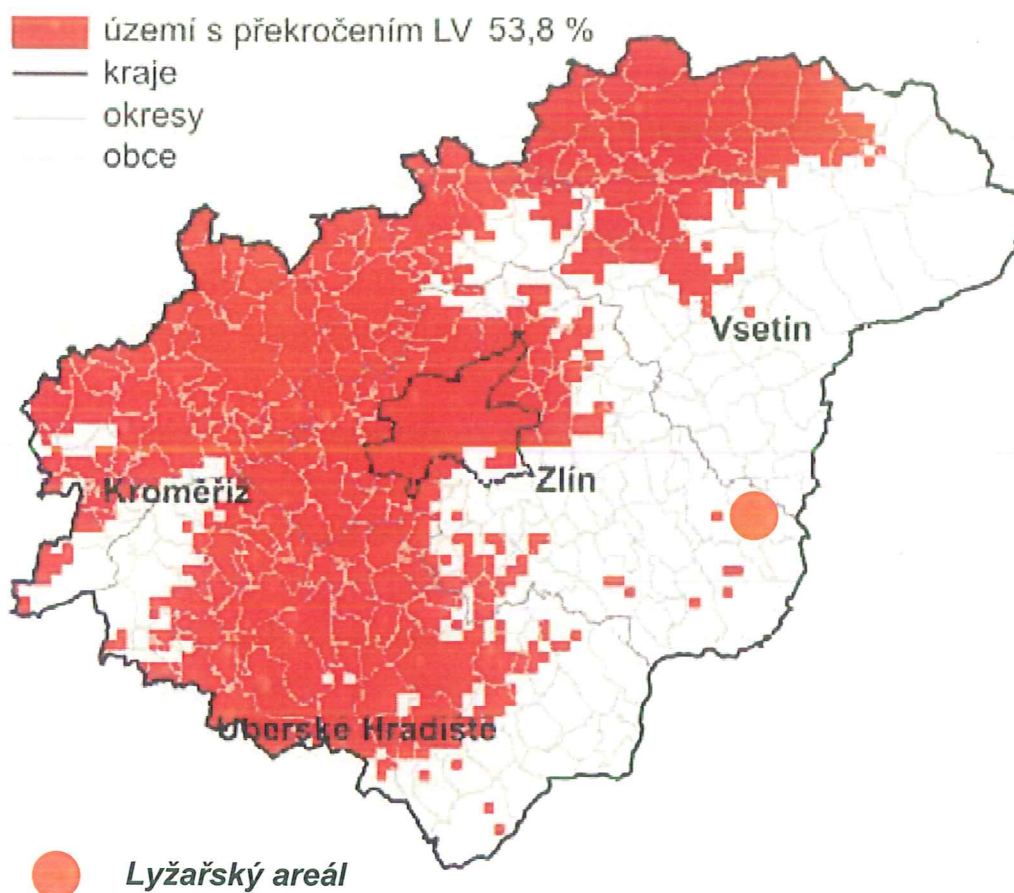 území s překročením LV 53,8 %
kraje
okresy
obce
Vsetín
Zlín
Kroměříž
Uherské Hradiště
Lyžařský areál